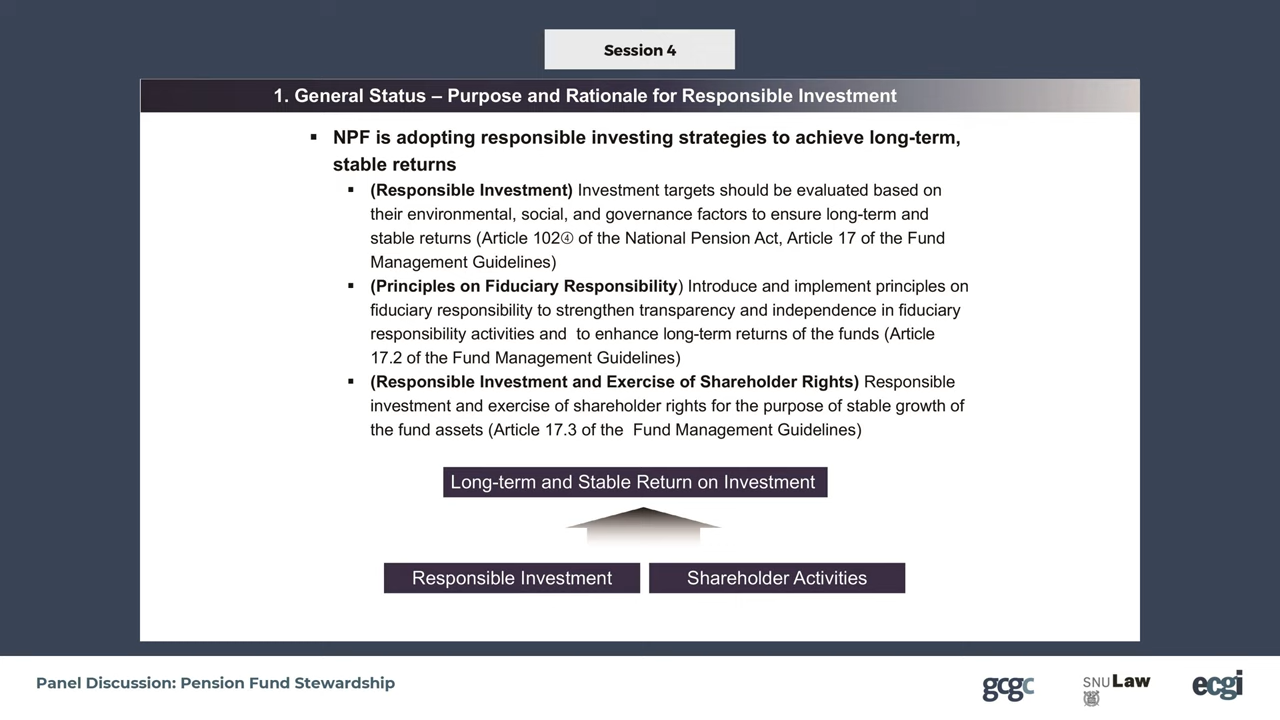 Session 4
1. General Status – Purpose and Rationale for Responsible Investment
▪ NPF is adopting responsible investing strategies to achieve long-term,
stable returns
▪ (Responsible Investment) Investment targets should be evaluated based on
their environmental, social, and governance factors to ensure long-term and
stable returns (Article 102④ of the National Pension Act, Article 17 of the Fund
Management Guidelines)
▪ (Principles on Fiduciary Responsibility) Introduce and implement principles on
fiduciary responsibility to strengthen transparency and independence in fiduciary
responsibility activities and  to enhance long-term returns of the funds (Article
17.2 of the Fund Management Guidelines)
▪ (Responsible Investment and Exercise of Shareholder Rights) Responsible
investment and exercise of shareholder rights for the purpose of stable growth of
the fund assets (Article 17.3 of the  Fund Management Guidelines)
Long-term and Stable Return on Investment
Responsible Investment
Shareholder Activities
Panel Discussion: Pension Fund Stewardship
gcgc
SNU Law
ecgi